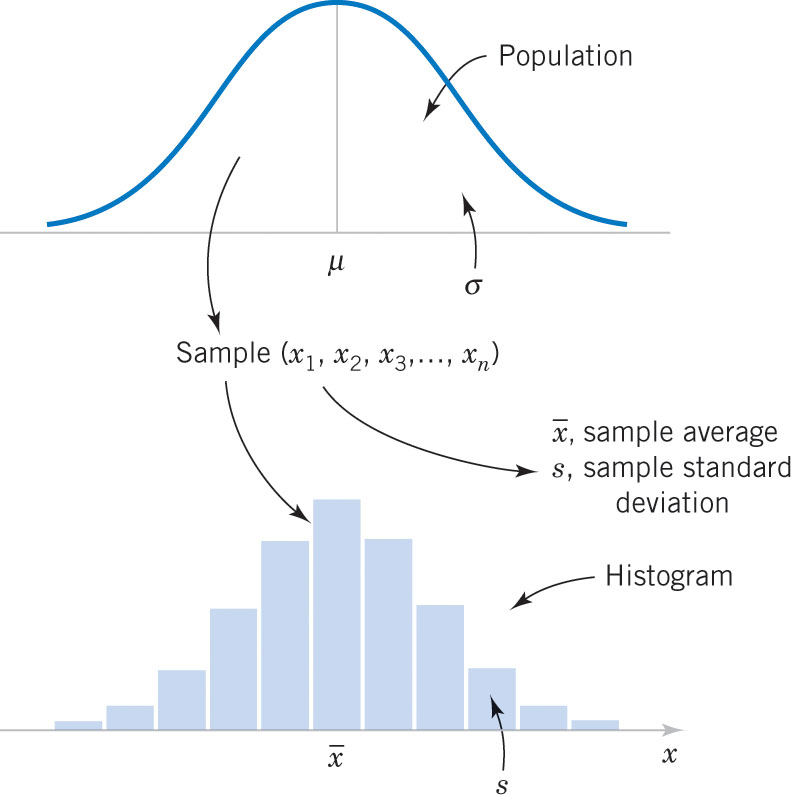 Population
μ
σ
Sample (x₁, x₂, x₃,..., xₙ)
x̅, sample average
s, sample standard
deviation
Histogram
x̅
x
s